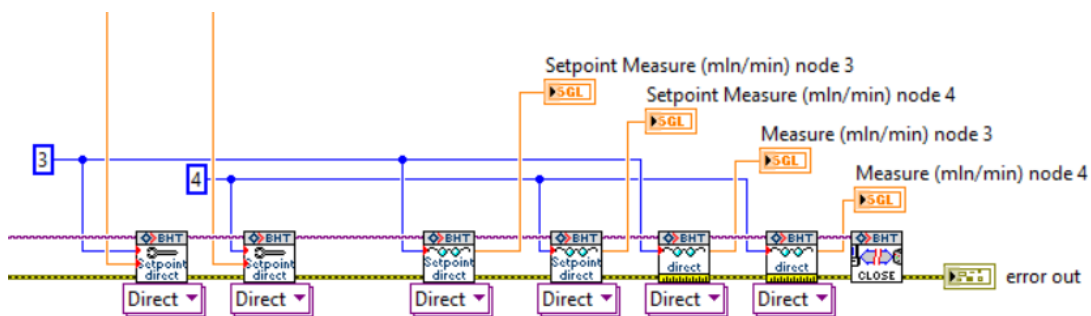 Setpoint Measure (mln/min) node 3
SGL
Setpoint Measure (mln/min) node 4
SGL
Measure (mln/min) node 3
SGL
Measure (mln/min) node 4
SGL
3
4
BHT BHT BHT BHT BHT BHT BHT
Setpoint direct
Setpoint direct
Setpoint direct
Setpoint direct
direct
direct
CLOSE
error out
Direct Direct Direct Direct Direct Direct